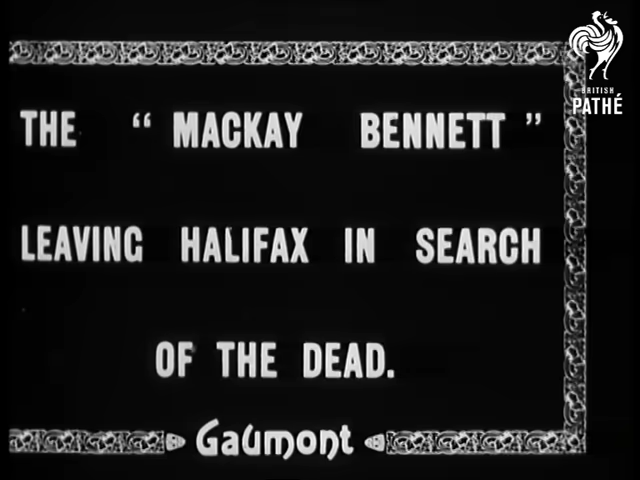 BRITISH
PATHÉ
THE " MACKAY BENNETT "
LEAVING HALIFAX IN SEARCH
OF THE DEAD.
Gaumont